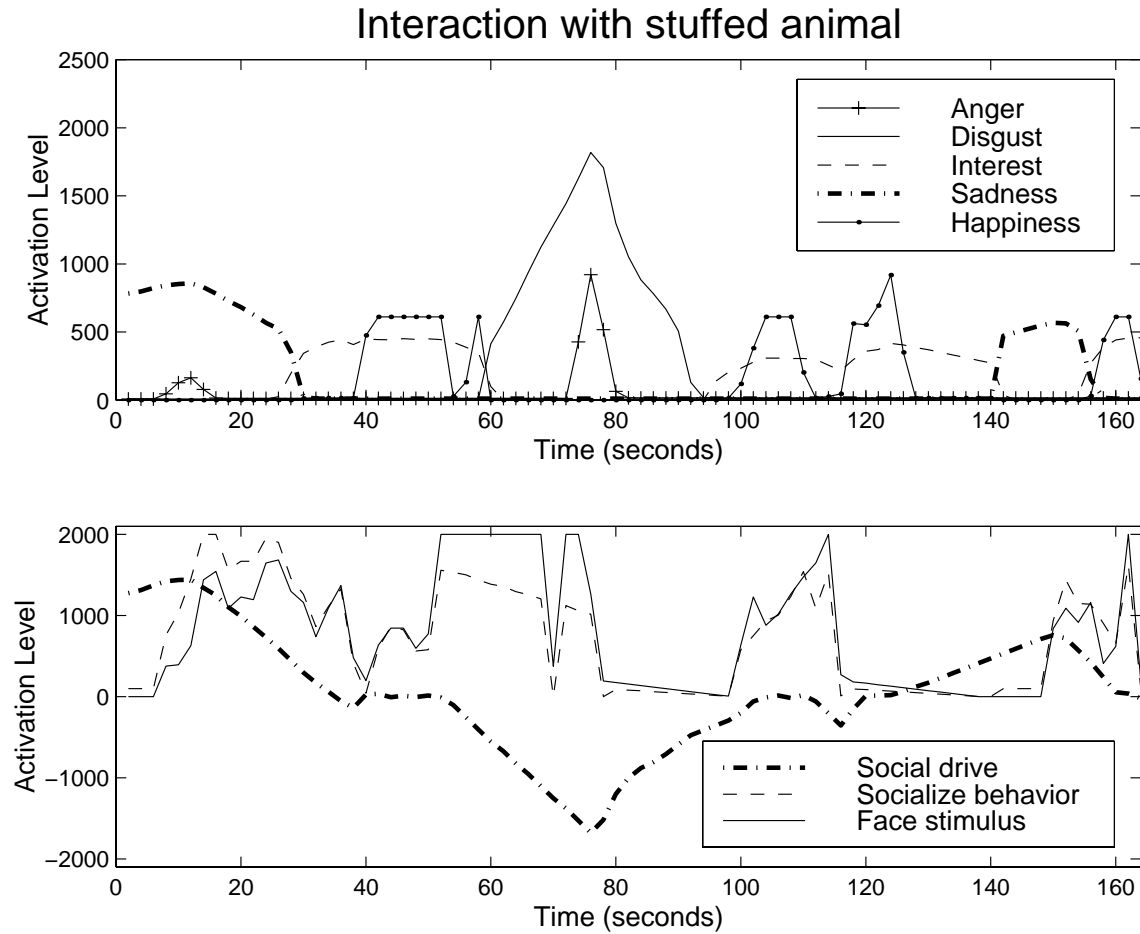 Interaction with stuffed animal
2500
2000
1500
1000
500
0
Activation Level
Anger
Disgust
Interest
Sadness
Happiness
0 20 40 60 80 100 120 140 160
Time (seconds)
2000
1000
0
−1000
−2000
Activation Level
Social drive
Socialize behavior
Face stimulus
0 20 40 60 80 100 120 140 160
Time (seconds)